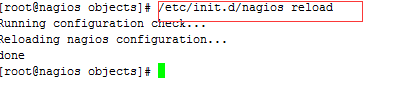 [root@nagios objects]# /etc/init.d/nagios reload
Running configuration check...
Reloading nagios configuration...
done
[root@nagios objects]#